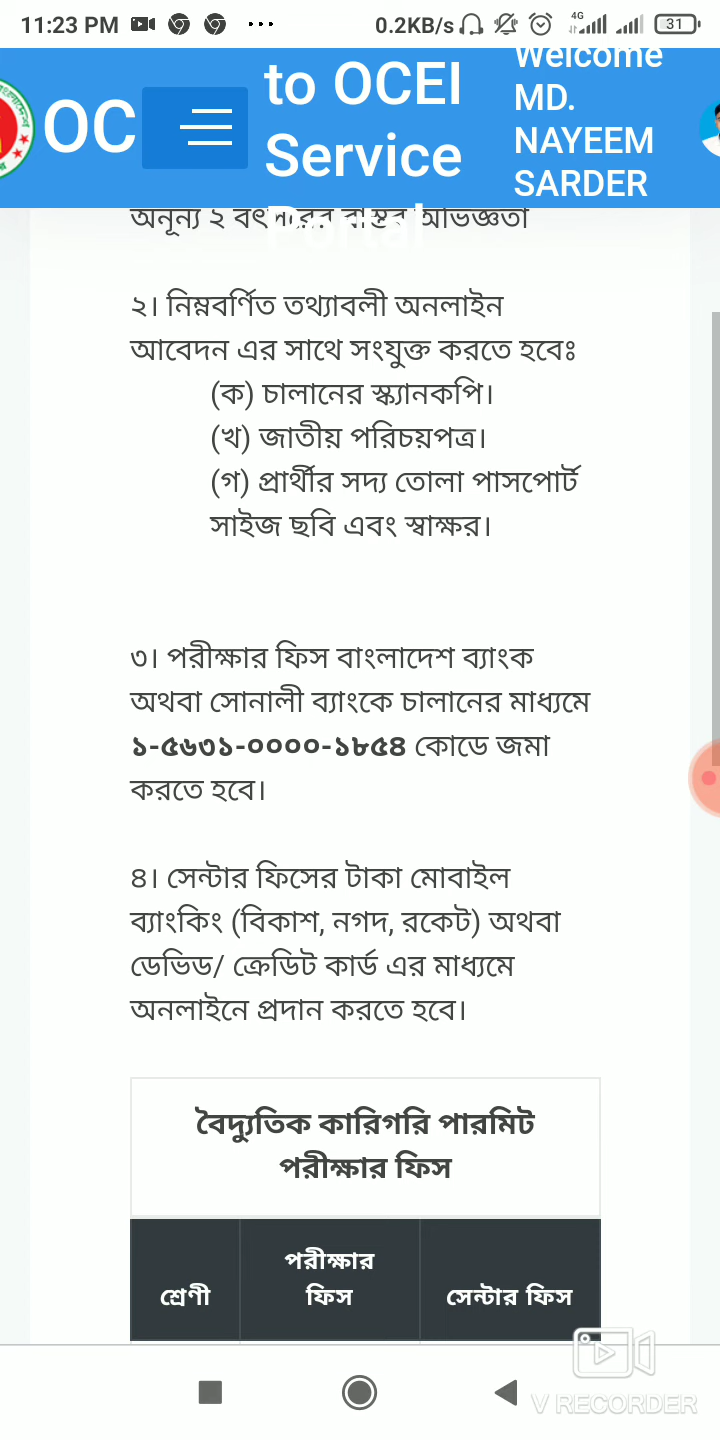 11:23 PM
0.2KB/s
4G
31
OC
to OCEI
Service
Portal
Welcome
MD.
NAYEEM
SARDER
অনূন্য ২ বৎসরের বাস্তব অভিজ্ঞতা
২। নিম্নবর্ণিত তথ্যাবলী অনলাইন
আবেদন এর সাথে সংযুক্ত করতে হবেঃ
(ক) চালানের স্ক্যানকপি।
(খ) জাতীয় পরিচয়পত্র।
(গ) প্রার্থীর সদ্য তোলা পাসপোর্ট
সাইজ ছবি এবং স্বাক্ষর।
৩। পরীক্ষার ফিস বাংলাদেশ ব্যাংক
অথবা সোনালী ব্যাংকে চালানের মাধ্যমে
১-৫৬৩১-০০০০-১৮৫৪ কোডে জমা
করতে হবে।
৪। সেন্টার ফিসের টাকা মোবাইল
ব্যাংকিং (বিকাশ, নগদ, রকেট) অথবা
ডেভিড/ ক্রেডিট কার্ড এর মাধ্যমে
অনলাইনে প্রদান করতে হবে।
বৈদ্যুতিক কারিগরি পারমিট
পরীক্ষার ফিস
শ্রেণী
পরীক্ষার
ফিস
সেন্টার ফিস
V RECORDER